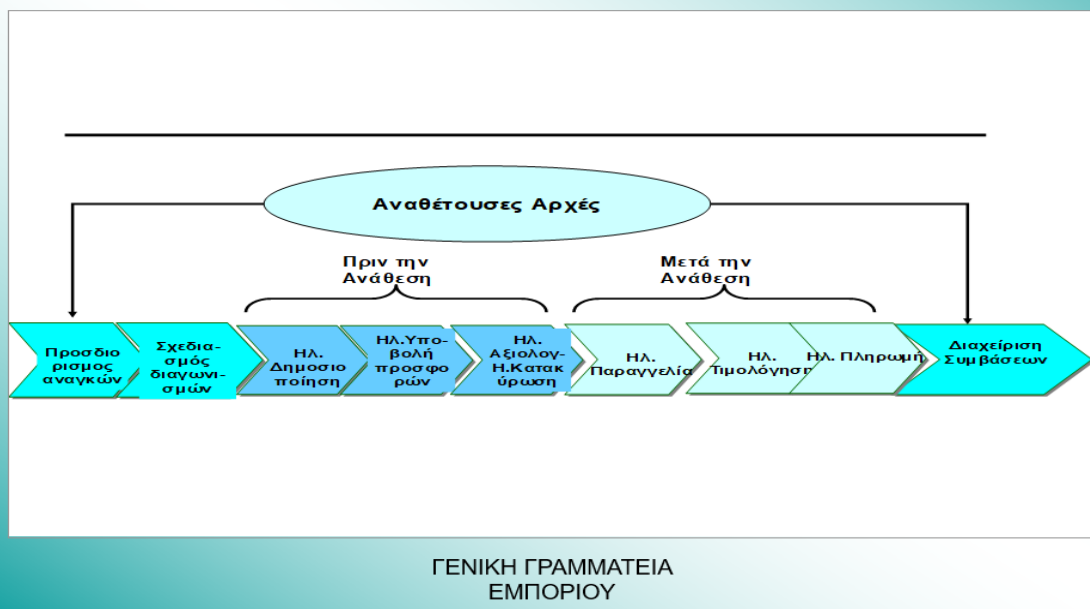 Αναθέτουσες Αρχές
Πριν την
Ανάθεση
Μετά την
Ανάθεση
Προσδιο
ρισμος
αναγκών
Σχεδια-
σμός
διαγωνι-
σμών
Ηλ.
Δημοσιο
ποίηση
Ηλ.Υπο-
βολή
προσφο
ρών
Ηλ.
Αξιολογ-
Η.Κατακ
ύρωση
Ηλ.
Παραγγελία
Ηλ.
Τιμολόγηση
Ηλ. Πληρωμή
Διαχείριση
Συμβάσεων
ΓΕΝΙΚΗ ΓΡΑΜΜΑΤΕΙΑ
ΕΜΠΟΡΙΟΥ